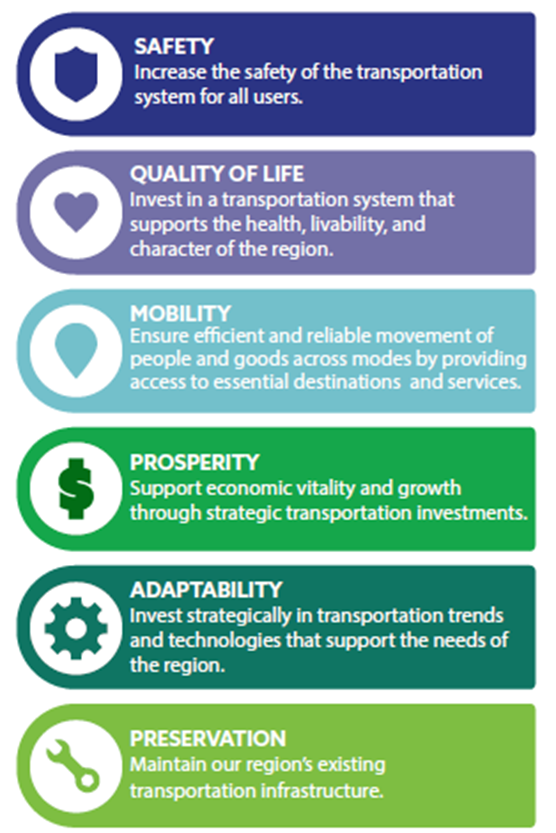 SAFETY
Increase the safety of the transportation
system for all users.
QUALITY OF LIFE
Invest in a transportation system that
supports the health, livability, and
character of the region.
MOBILITY
Ensure efficient and reliable movement of
people and goods across modes by providing
access to essential destinations and services.
PROSPERITY
Support economic vitality and growth
through strategic transportation investments.
ADAPTABILITY
Invest strategically in transportation trends
and technologies that support the needs of
the region.
PRESERVATION
Maintain our region's existing
transportation infrastructure.